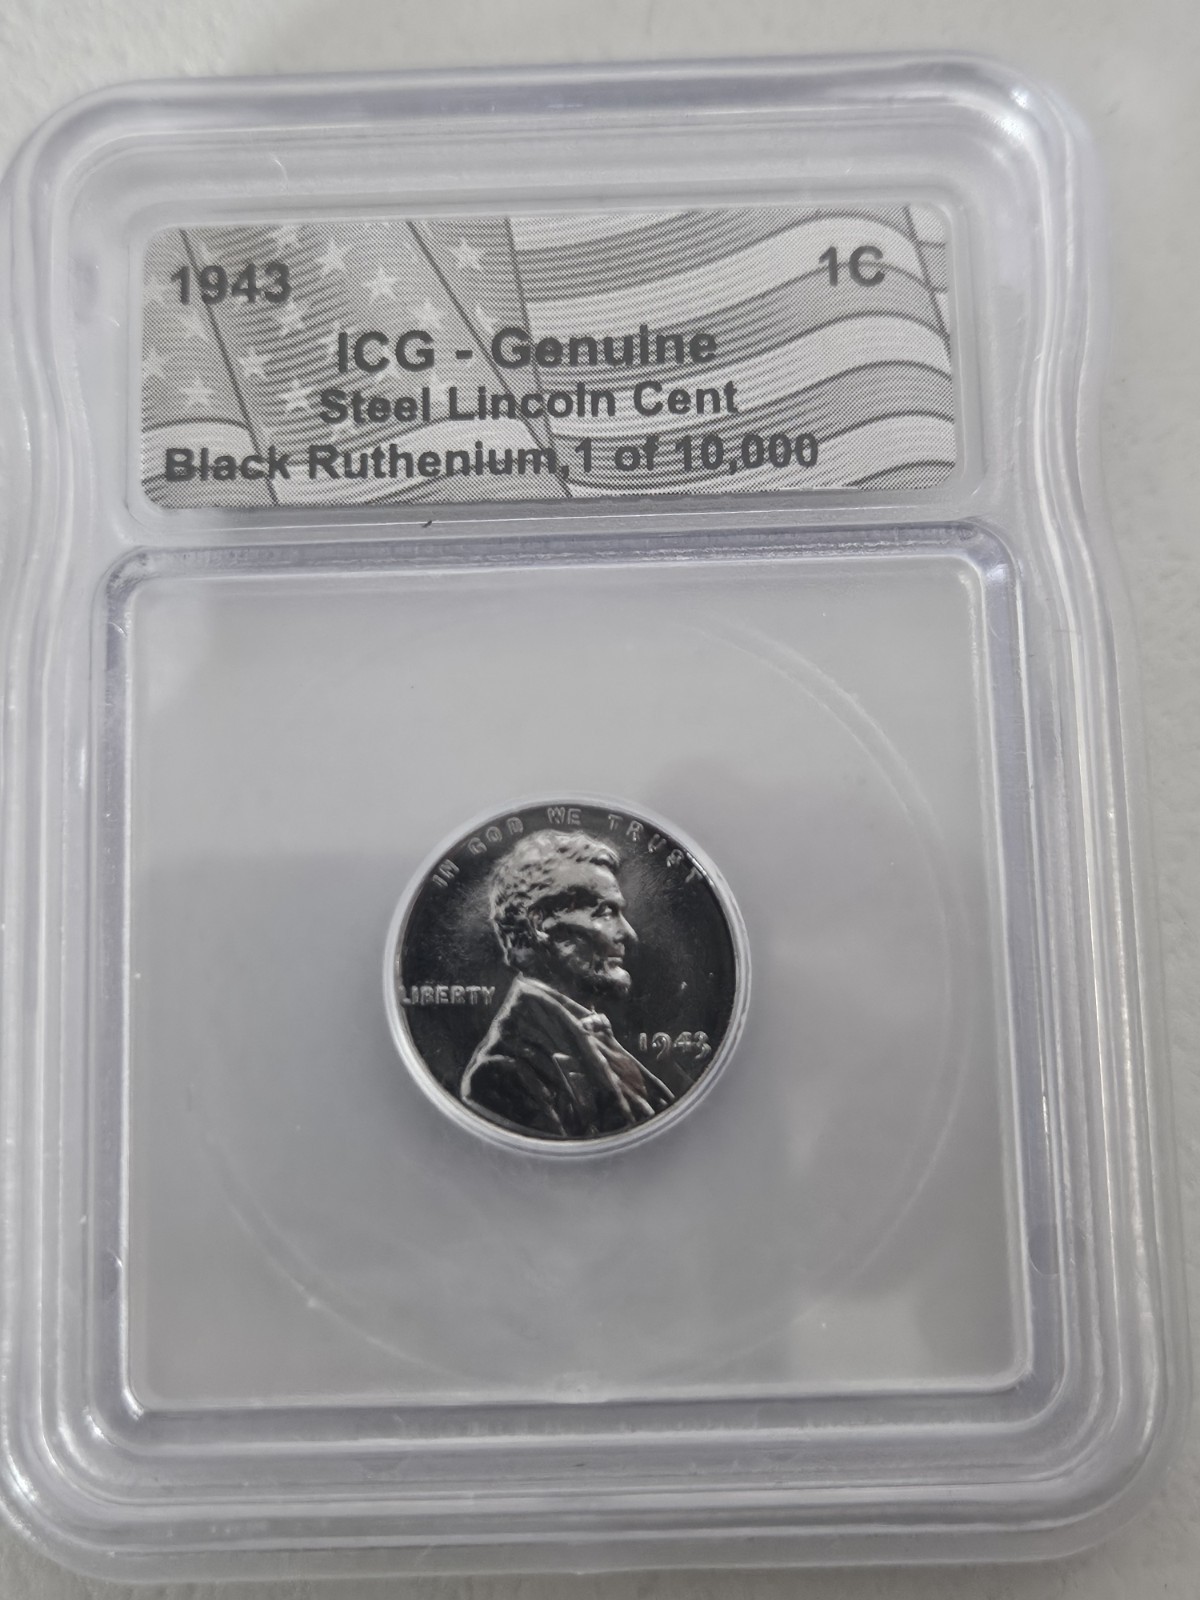 1943 1C
ICG - Genuine
Steel Lincoln Cent
Black Ruthenium, 1 of 10,000
IN GOD WE TRUST
LIBERTY
1943